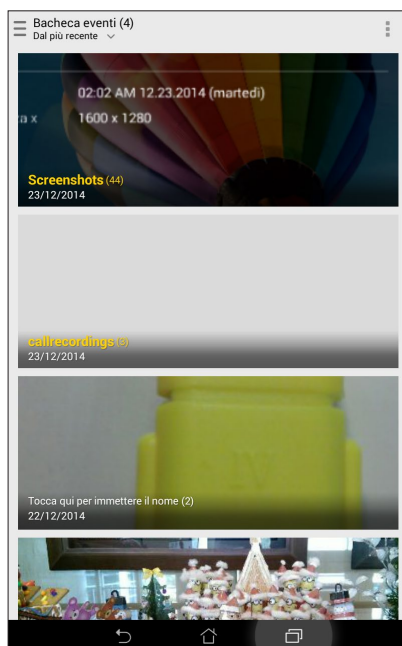 Bacheca eventi (4)
Dal più recente
02:02 AM 12.23.2014 (martedì)
za x 1600 x 1280
Screenshots (44)
23/12/2014
callrecordings (3)
23/12/2014
Tocca qui per immettere il nome (2)
22/12/2014